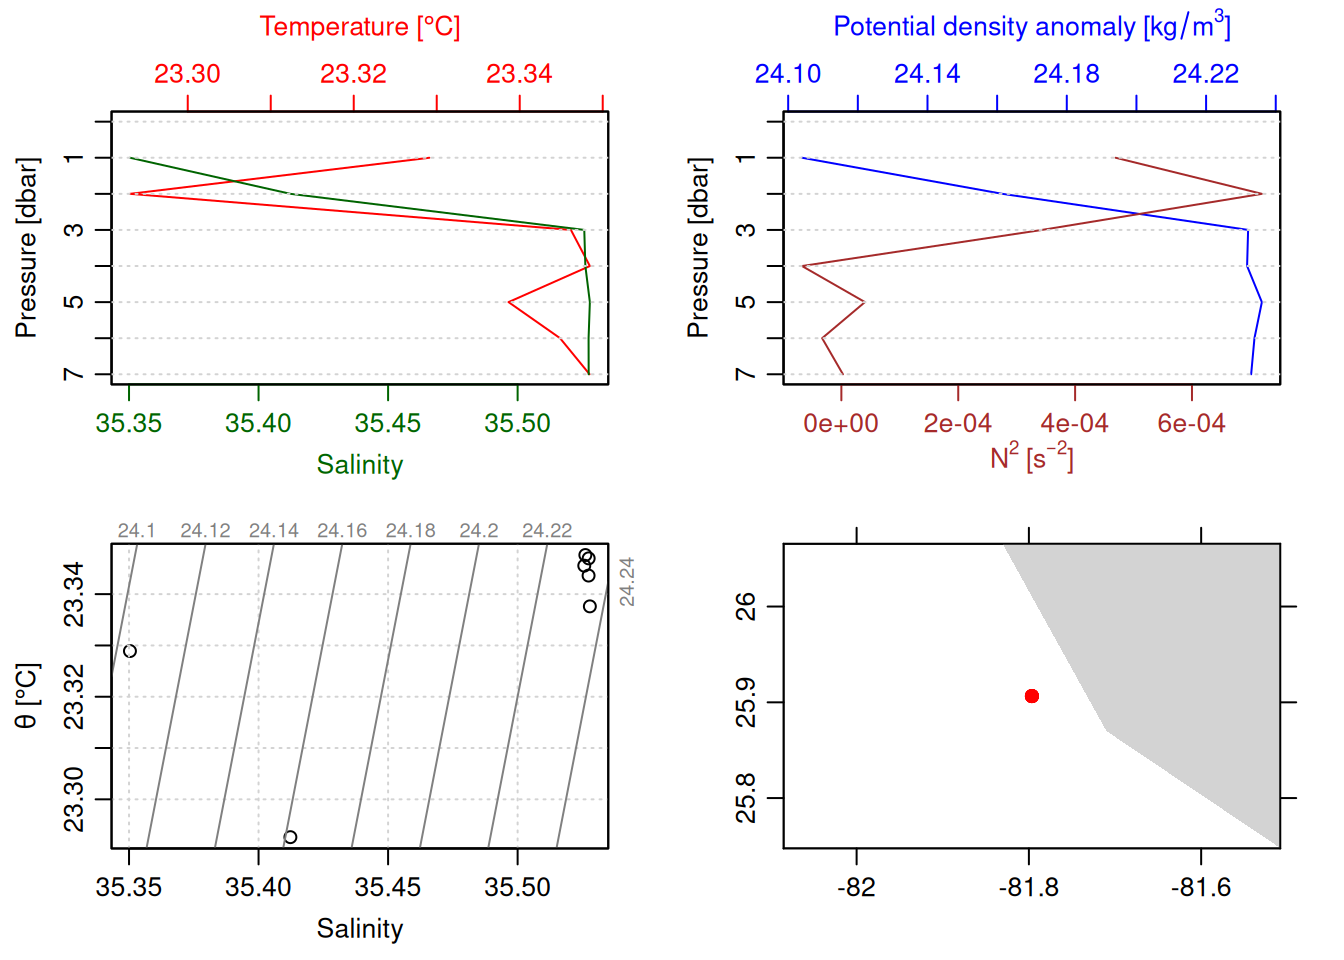 Temperature [°C]
23.30 23.32 23.34
Pressure [dbar]
1
3
5
7
35.35 35.40 35.45 35.50
Salinity
Potential density anomaly [kg/m³]
24.10 24.14 24.18 24.22
Pressure [dbar]
1
3
5
7
0e+00 2e-04 4e-04 6e-04
N² [s⁻²]
24.1 24.12 24.14 24.16 24.18 24.2 24.22
24.24
θ [°C]
23.34
23.32
23.30
35.35 35.40 35.45 35.50
Salinity
26
25.9
25.8
-82 -81.8 -81.6